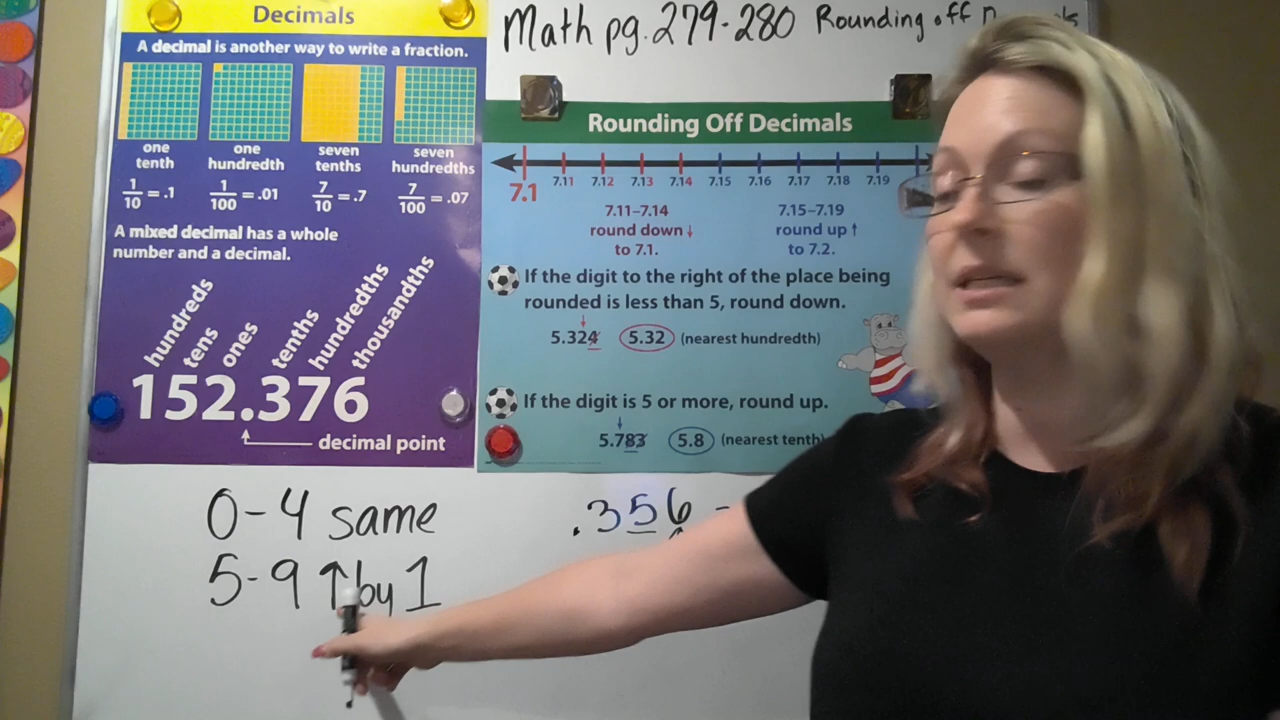 Math pg. 279-280 Rounding off
Decimals
A decimal is another way to write a fraction.
one tenth
one hundredth
seven tenths
seven hundredths
1/10 = .1
1/100 = .01
7/10 = .7
7/100 = .07
A mixed decimal has a whole
number and a decimal.
hundreds
tens
ones
tenths
hundredths
thousandths
152.376
decimal point
Rounding Off Decimals
7.1 7.11 7.12 7.13 7.14 7.15 7.16 7.17 7.18 7.19
7.11–7.14
round down ↓
to 7.1.
7.15–7.19
round up ↑
to 7.2.
If the digit to the right of the place being
rounded is less than 5, round down.
5.324 5.32 (nearest hundredth)
If the digit is 5 or more, round up.
5.783 5.8 (nearest tenth)
0-4 same
5-9 ↑ by 1
.356 -